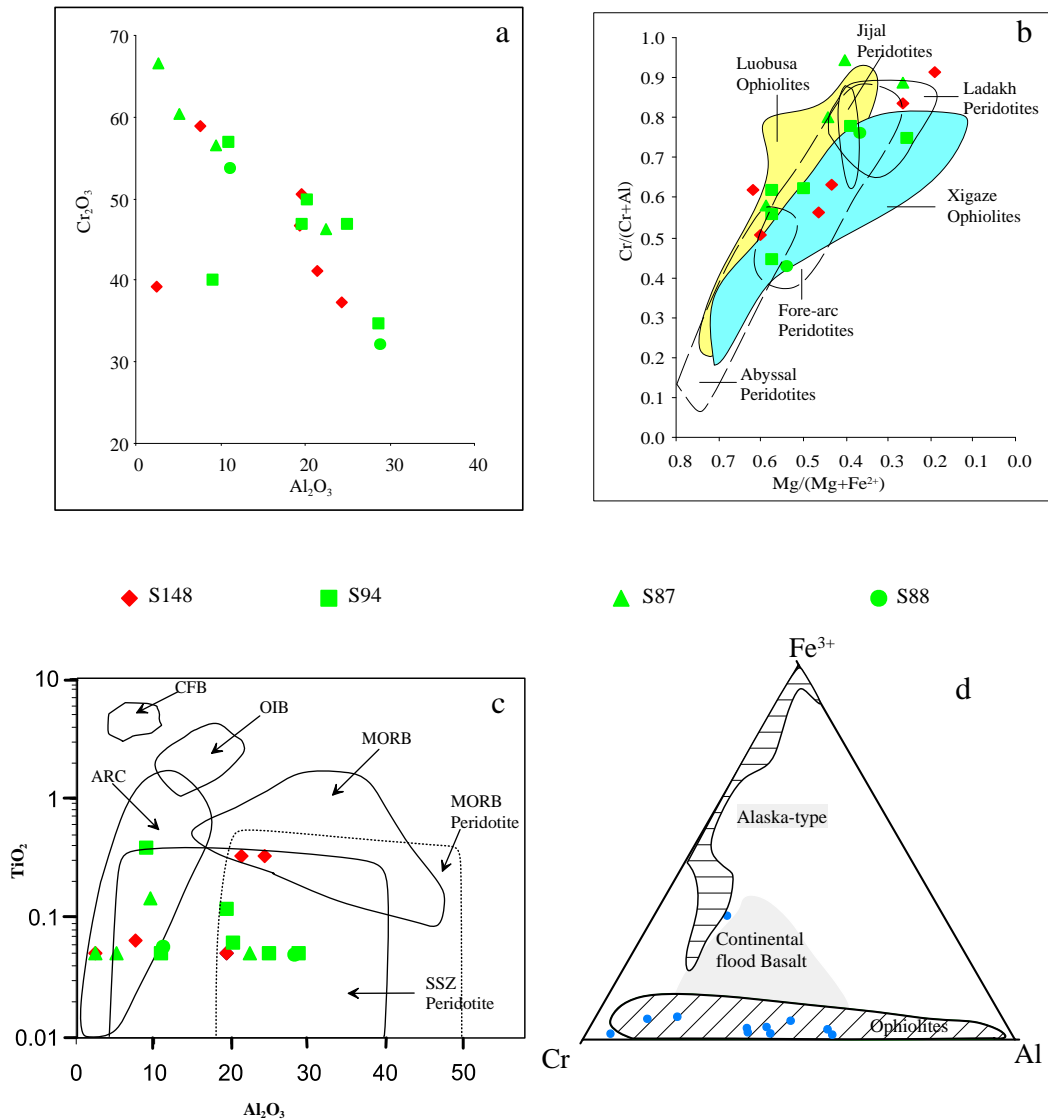 a
70
60
50
40
30
20
Cr₂O₃
0
10
20
30
40
Al₂O₃
b
1.0
0.9
0.8
0.7
0.6
0.5
0.4
0.3
0.2
0.1
0.0
Cr/(Cr+Al)
Luobusa
Ophiolites
Jijal
Peridotites
Ladakh
Peridotites
Xigaze
Ophiolites
Fore-arc
Peridotites
Abyssal
Peridotites
0.8
0.7
0.6
0.5
0.4
0.3
0.2
0.1
0.0
Mg/(Mg+Fe²⁺)
S148
S94
S87
S88
c
10
1
0.1
0.01
TiO₂
CFB
OIB
ARC
MORB
MORB
Peridotite
SSZ
Peridotite
0
10
20
30
40
50
Al₂O₃
d
Fe³⁺
Alaska-type
Continental
flood Basalt
Ophiolites
Cr
Al